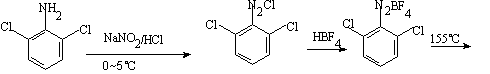 NH2
Cl
Cl
NaNO2/HCl
0~5℃
N2Cl
Cl
Cl
HBF4
N2BF4
Cl
Cl
155℃